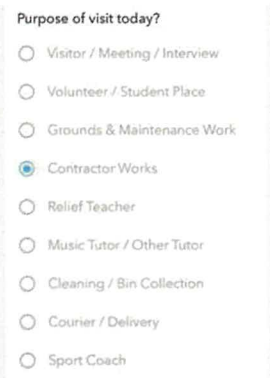 Purpose of visit today?
Visitor / Meeting / Interview
Volunteer / Student Place
Grounds & Maintenance Work
Contractor Works
Relief Teacher
Music Tutor / Other Tutor
Cleaning / Bin Collection
Courier / Delivery
Sport Coach